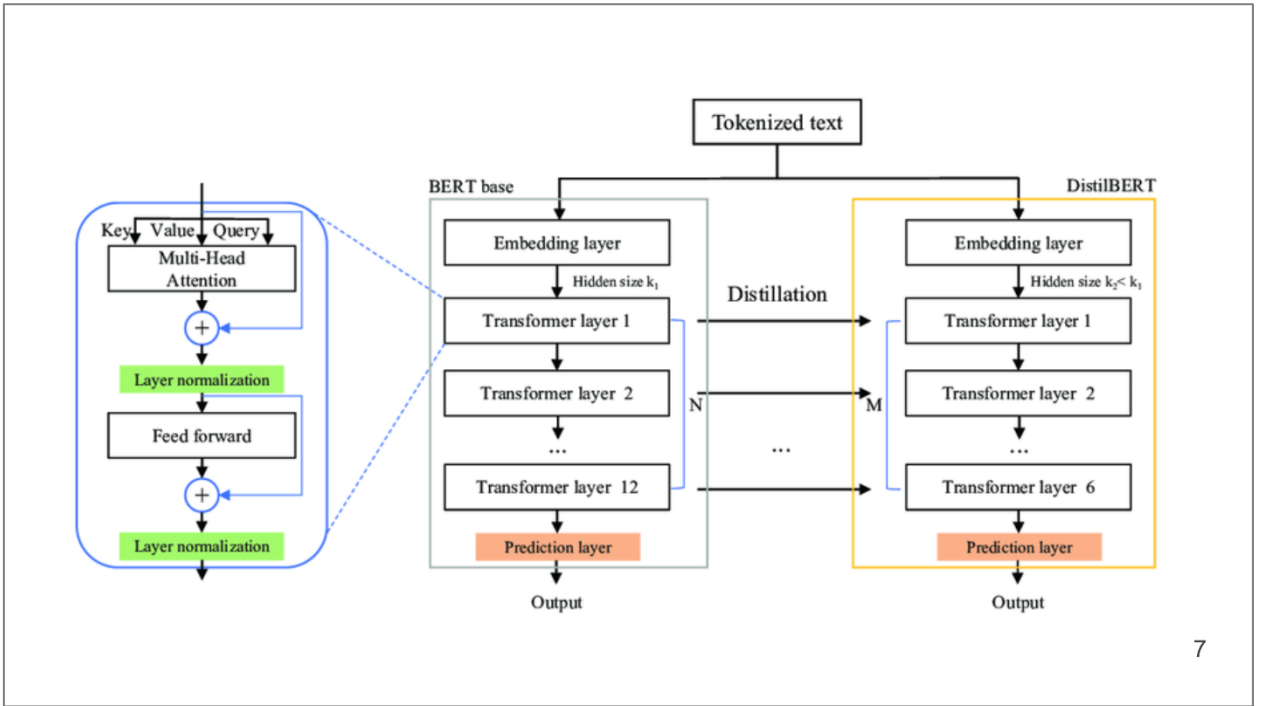 Tokenized text
BERT base
DistilBERT
Key Value Query
Multi-Head
Attention
+
Layer normalization
Feed forward
+
Layer normalization
Embedding layer
Hidden size k₁
Transformer layer 1
Transformer layer 2
...
Transformer layer 12
Prediction layer
Output
N
Distillation
...
M
Embedding layer
Hidden size k₂< k₁
Transformer layer 1
Transformer layer 2
...
Transformer layer 6
Prediction layer
Output
7